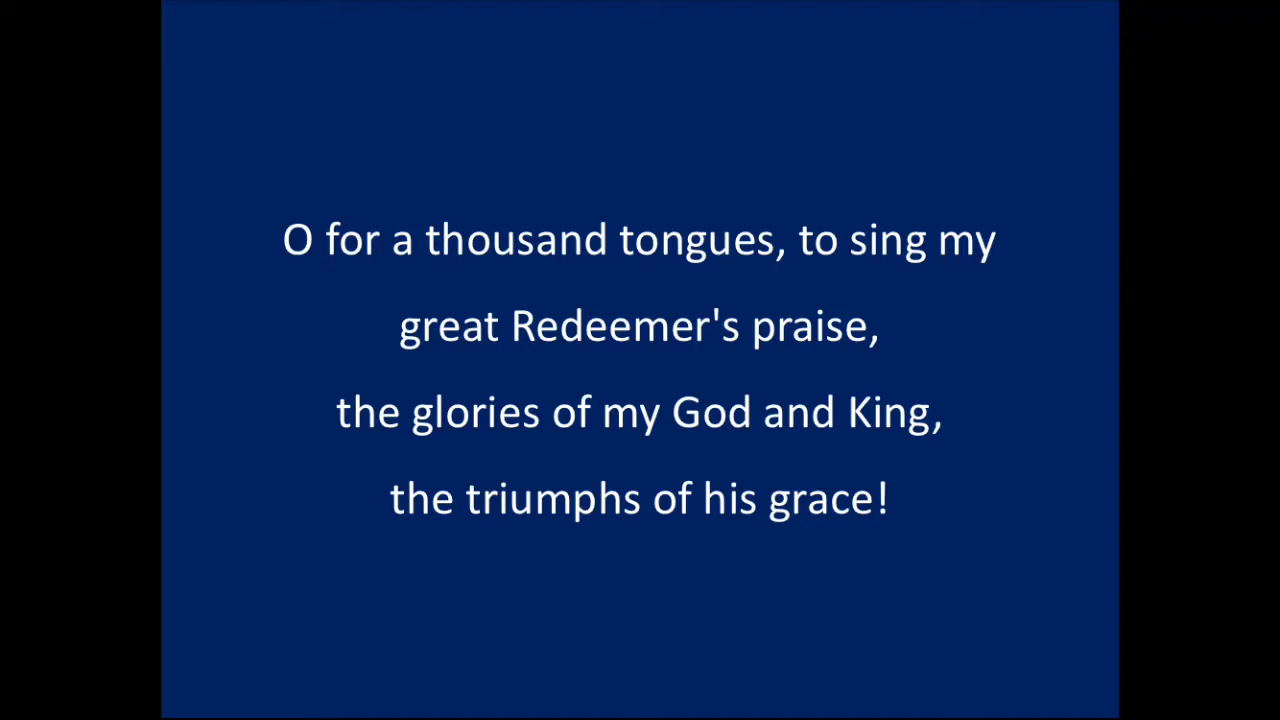 O for a thousand tongues, to sing my
great Redeemer's praise,
the glories of my God and King,
the triumphs of his grace!